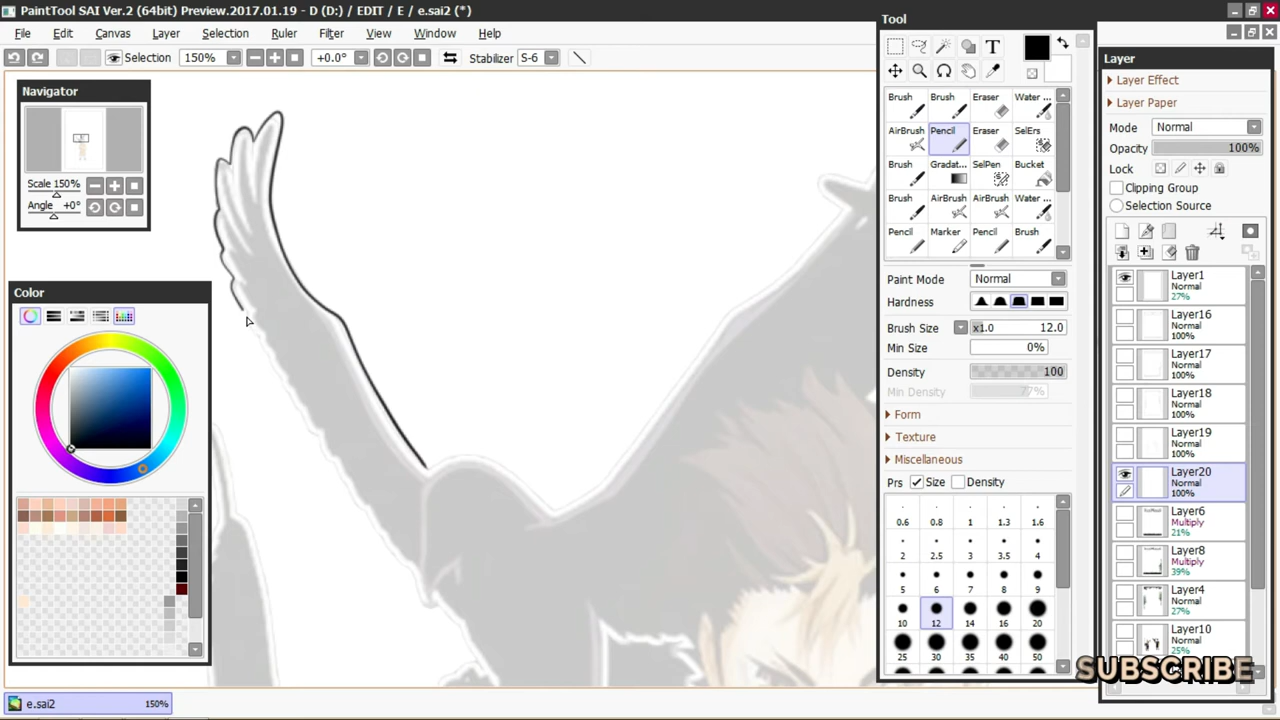 PaintTool SAI Ver.2 (64bit) Preview.2017.01.19 - D (D:) / EDIT / E / e.sai2 (*)
File Edit Canvas Layer Selection Ruler Filter View Window Help
Selection 150% +0.0° Stabilizer S-6
Navigator
Scale 150%
Angle +0°
Color
Tool
T
Brush Brush Eraser Water ...
AirBrush Pencil Eraser SelErs
Brush Gradat... SelPen Bucket
Brush AirBrush AirBrush Water ...
Pencil Marker Pencil Brush
Paint Mode Normal
Hardness
Brush Size x1.0 12.0
Min Size 0%
Density 100
Min Density 77%
Form
Texture
Miscellaneous
Prs Size Density
0.6 0.8 1 1.3 1.6
2 2.5 3 3.5 4
5 6 7 8 9
10 12 14 16 20
25 30 35 40 50
Layer
Layer Effect
Layer Paper
Mode Normal
Opacity 100%
Lock
Clipping Group
Selection Source
Layer1
Normal
27%
Layer16
Normal
100%
Layer17
Normal
100%
Layer18
Normal
100%
Layer19
Normal
100%
Layer20
Normal
100%
Layer6
Multiply
21%
Layer8
Multiply
39%
Layer4
Normal
27%
Layer10
Normal
25%
SUBSCRIBE
e.sai2 150%